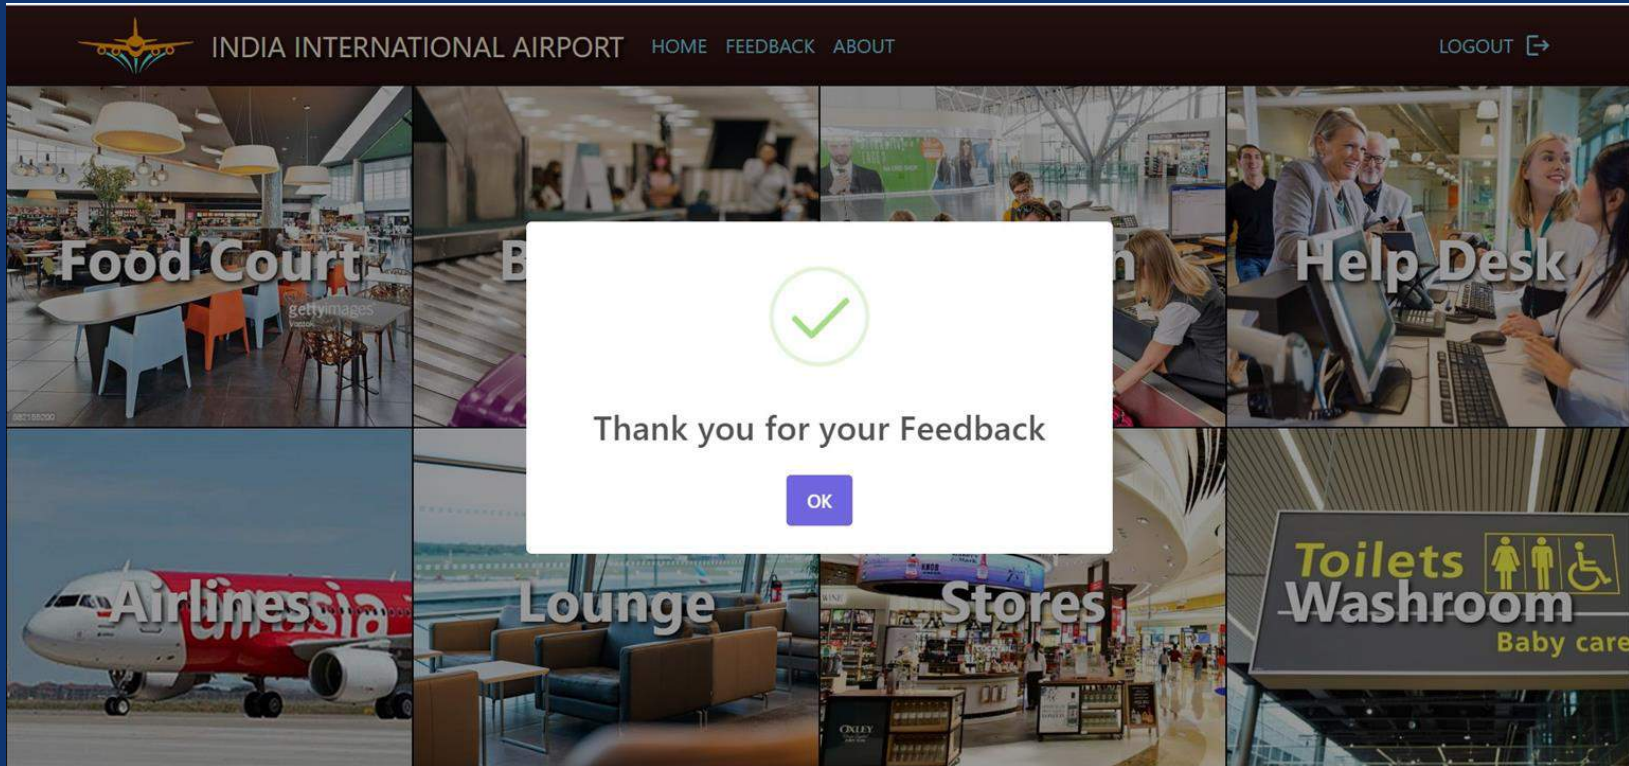 INDIA INTERNATIONAL AIRPORT HOME FEEDBACK ABOUT LOGOUT
Food Court
B
n
Help Desk
gettyimages
Thank you for your Feedback
OK
Airlines
Lounge
Stores
Toilets
Washroom
Baby care
OXLEY